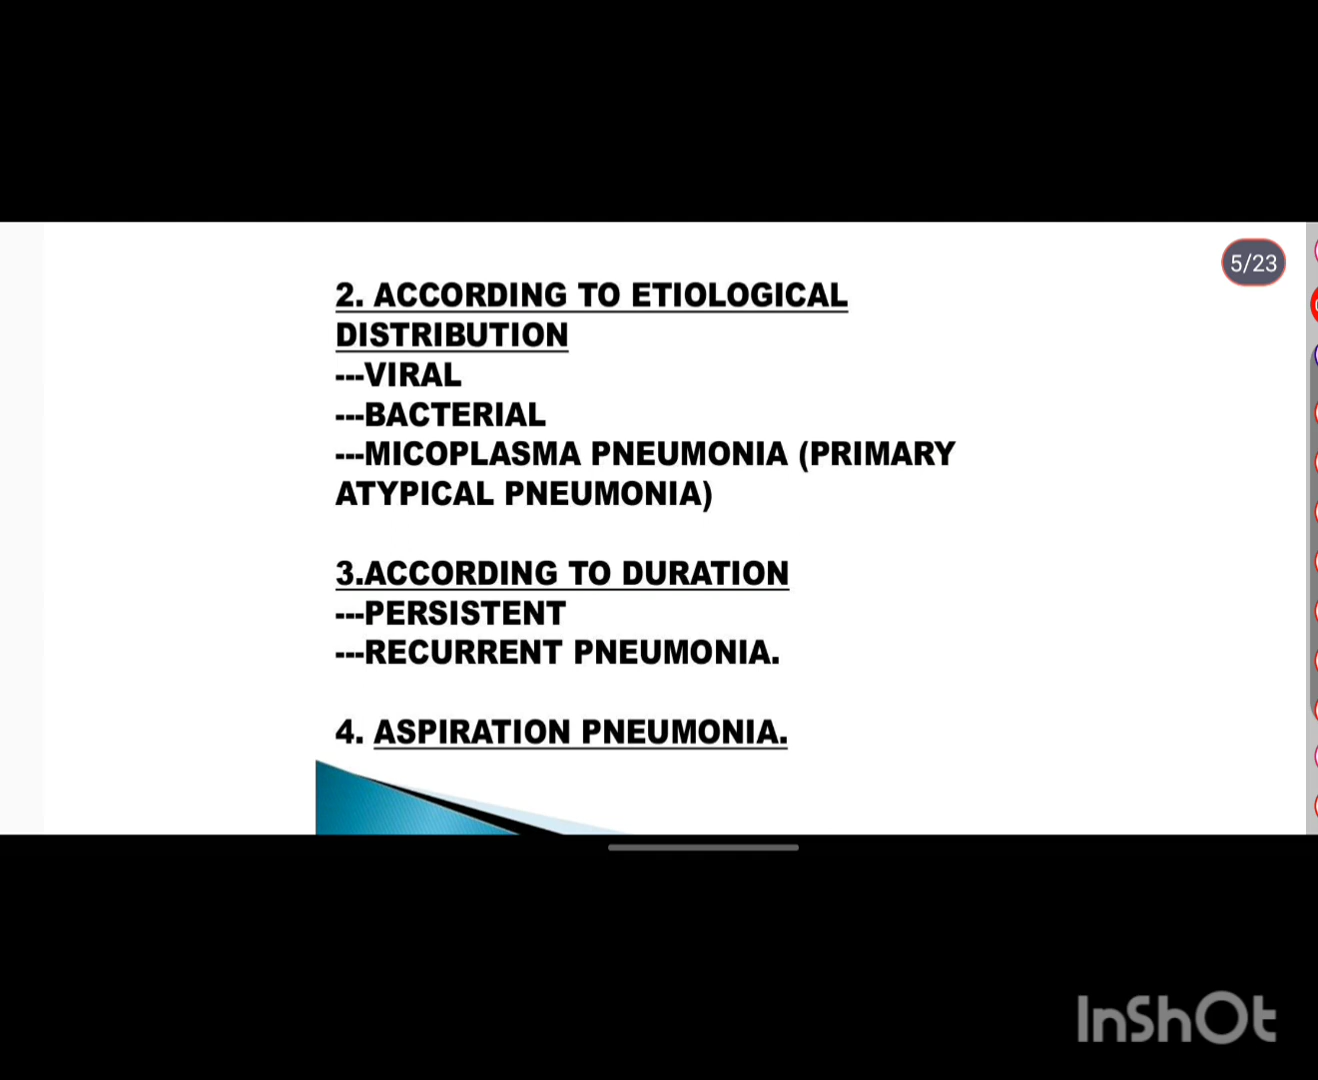 5/23
2. ACCORDING TO ETIOLOGICAL
DISTRIBUTION
---VIRAL
---BACTERIAL
---MICOPLASMA PNEUMONIA (PRIMARY
ATYPICAL PNEUMONIA)
3.ACCORDING TO DURATION
---PERSISTENT
---RECURRENT PNEUMONIA.
4. ASPIRATION PNEUMONIA.
InShOt